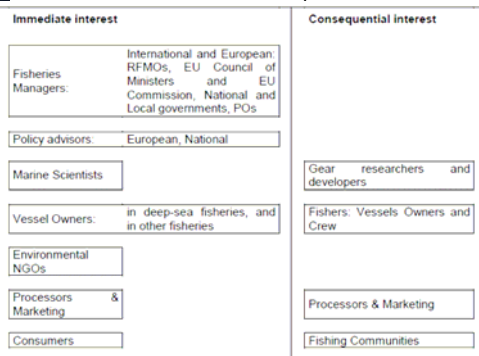 Immediate interest
Consequential interest
Fisheries
Managers:
International and European:
RFMOs, EU Council of
Ministers and EU
Commission, National and
Local governments, POs
Policy advisors:
European, National
Marine Scientists
Gear researchers and
developers
Vessel Owners:
in deep-sea fisheries, and
in other fisheries
Fishers: Vessels Owners and
Crew
Environmental
NGOs
Processors &
Marketing
Processors & Marketing
Consumers
Fishing Communities